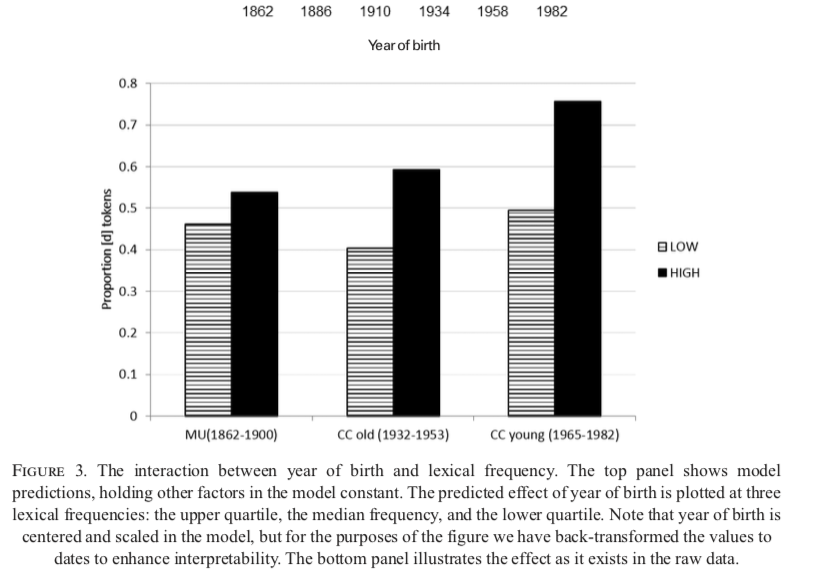 1862 1886 1910 1934 1958 1982
Year of birth
0.8
0.7
0.6
0.5
0.4
0.3
0.2
0.1
0
Proportion [d] tokens
LOW
HIGH
MU(1862-1900) CC old (1932-1953) CC young (1965-1982)
FIGURE 3. The interaction between year of birth and lexical frequency. The top panel shows model
predictions, holding other factors in the model constant. The predicted effect of year of birth is plotted at three
lexical frequencies: the upper quartile, the median frequency, and the lower quartile. Note that year of birth is
centered and scaled in the model, but for the purposes of the figure we have back-transformed the values to
dates to enhance interpretability. The bottom panel illustrates the effect as it exists in the raw data.